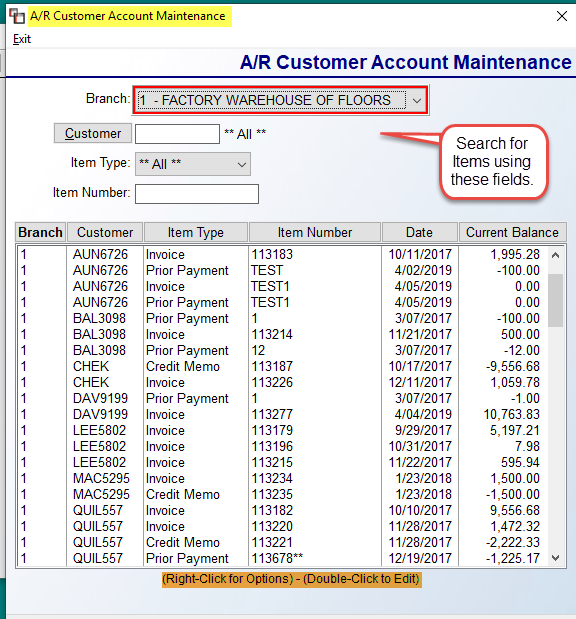 A/R Customer Account Maintenance
Exit
A/R Customer Account Maintenance
Branch: 1 - FACTORY WAREHOUSE OF FLOORS
Customer ** All **
Item Type: ** All **
Item Number:
Search for
Items using
these fields.
Branch Customer Item Type Item Number Date Current Balance
1 AUN6726 Invoice 113183 10/11/2017 1,995.28
1 AUN6726 Prior Payment TEST 4/02/2019 -100.00
1 AUN6726 Invoice TEST1 4/05/2019 0.00
1 AUN6726 Prior Payment TEST1 4/05/2019 0.00
1 BAL3098 Prior Payment 1 3/07/2017 -100.00
1 BAL3098 Invoice 113214 11/21/2017 500.00
1 BAL3098 Prior Payment 12 3/07/2017 -12.00
1 CHEK Credit Memo 113187 10/17/2017 -9,556.68
1 CHEK Invoice 113226 12/11/2017 1,059.78
1 DAV9199 Prior Payment 1 3/07/2017 -1.00
1 DAV9199 Invoice 113277 4/04/2019 10,763.83
1 LEE5802 Invoice 113179 9/29/2017 5,197.21
1 LEE5802 Invoice 113196 10/31/2017 7.98
1 LEE5802 Invoice 113215 11/22/2017 595.94
1 MAC5295 Invoice 113234 1/23/2018 1,500.00
1 MAC5295 Credit Memo 113235 1/23/2018 -1,500.00
1 QUIL557 Invoice 113182 10/10/2017 9,556.68
1 QUIL557 Invoice 113220 11/28/2017 1,472.32
1 QUIL557 Credit Memo 113221 11/28/2017 -2,222.33
1 QUIL557 Prior Payment 113678** 12/19/2017 -1,225.17
(Right-Click for Options) - (Double-Click to Edit)